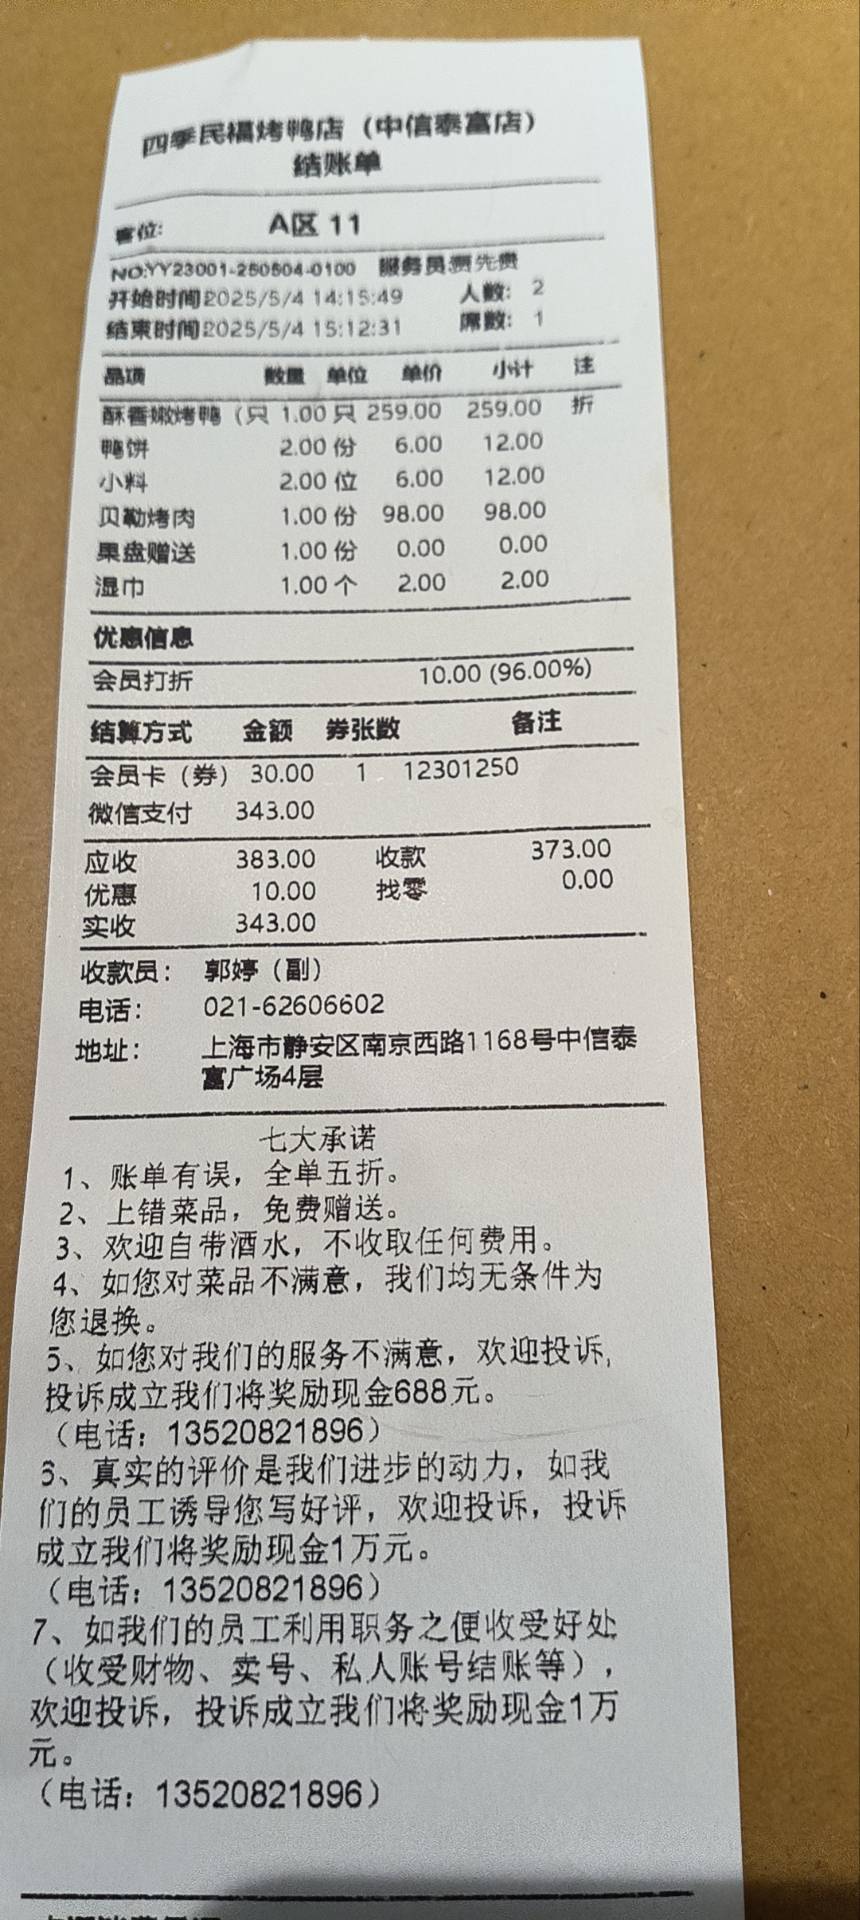 四季民福烤鸭店（中信泰富店）
结账单
客位: A区 11
NO:YY23001-250504-0100 服务员:贾先贵
开始时间:2025/5/4 14:15:49 人数: 2
结束时间:2025/5/4 15:12:31 席数: 1
品项 数量 单位 单价 小计 注
酥香嫩烤鸭（只 1.00 只 259.00 259.00 折
鸭饼 2.00 份 6.00 12.00
小料 2.00 位 6.00 12.00
贝勒烤肉 1.00 份 98.00 98.00
果盘赠送 1.00 份 0.00 0.00
湿巾 1.00 个 2.00 2.00
优惠信息
会员打折 10.00 (96.00%)
结算方式 金额 券张数 备注
会员卡（券） 30.00 1 12301250
微信支付 343.00
应收 383.00 收款 373.00
优惠 10.00 找零 0.00
实收 343.00
收款员： 郭婷（副）
电话： 021-62606602
地址： 上海市静安区南京西路1168号中信泰
富广场4层
七大承诺
1、账单有误，全单五折。
2、上错菜品，免费赠送。
3、欢迎自带酒水，不收取任何费用。
4、如您对菜品不满意，我们均无条件为
您退换。
5、如您对我们的服务不满意，欢迎投诉,
投诉成立我们将奖励现金688元。
（电话：13520821896）
6、真实的评价是我们进步的动力，如我
们的员工诱导您写好评，欢迎投诉，投诉
成立我们将奖励现金1万元。
（电话：13520821896）
7、如我们的员工利用职务之便收受好处
（收受财物、卖号、私人账号结账等），
欢迎投诉，投诉成立我们将奖励现金1万
元。
（电话：13520821896）